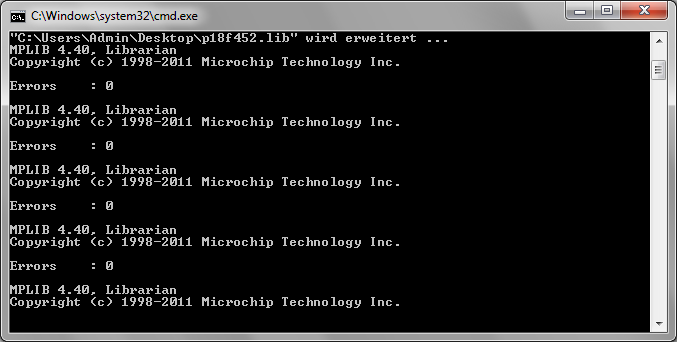 C:\Windows\system32\cmd.exe
"C:\Users\Admin\Desktop\p18f452.lib" wird erweitert ...
MPLIB 4.40, Librarian
Copyright (c) 1998-2011 Microchip Technology Inc.
Errors    : 0
MPLIB 4.40, Librarian
Copyright (c) 1998-2011 Microchip Technology Inc.
Errors    : 0
MPLIB 4.40, Librarian
Copyright (c) 1998-2011 Microchip Technology Inc.
Errors    : 0
MPLIB 4.40, Librarian
Copyright (c) 1998-2011 Microchip Technology Inc.
Errors    : 0
MPLIB 4.40, Librarian
Copyright (c) 1998-2011 Microchip Technology Inc.